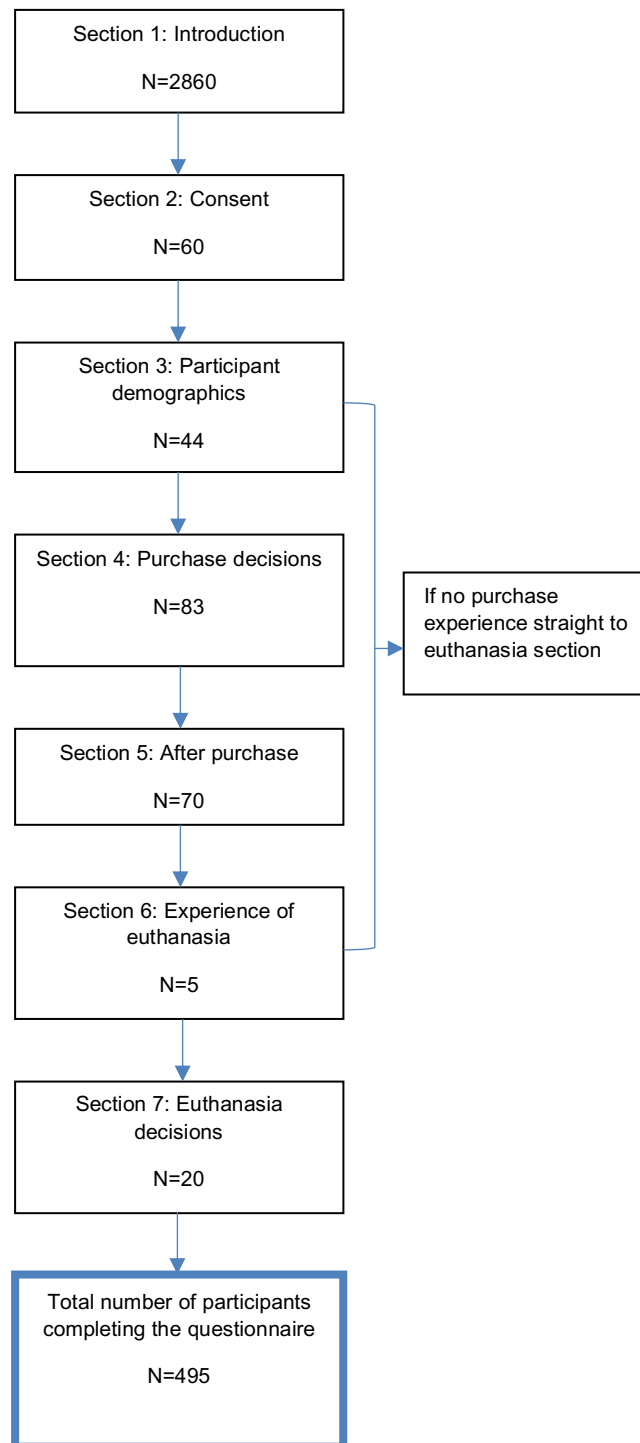 Section 1: Introduction
N=2860
Section 2: Consent
N=60
Section 3: Participant
demographics
N=44
Section 4: Purchase decisions
N=83
If no purchase
experience straight to
euthanasia section
Section 5: After purchase
N=70
Section 6: Experience of
euthanasia
N=5
Section 7: Euthanasia
decisions
N=20
Total number of participants
completing the questionnaire
N=495